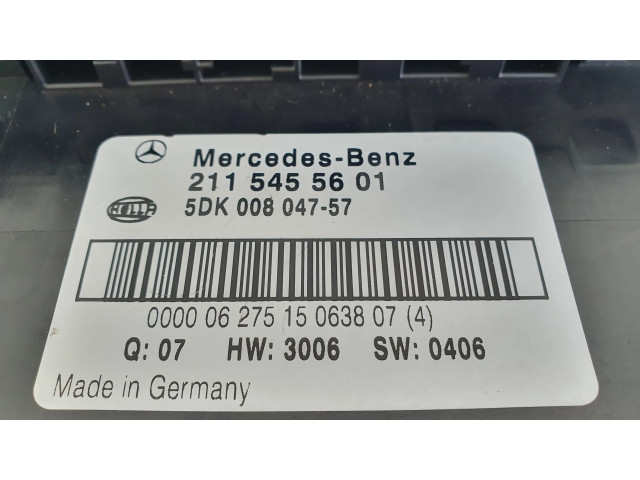 Mercedes-Benz
211 545 56 01
HELLA 5DK 008 047-57
0000 06 275 15 0638 07 (4)
Q: 07 HW: 3006 SW: 0406
Made in Germany